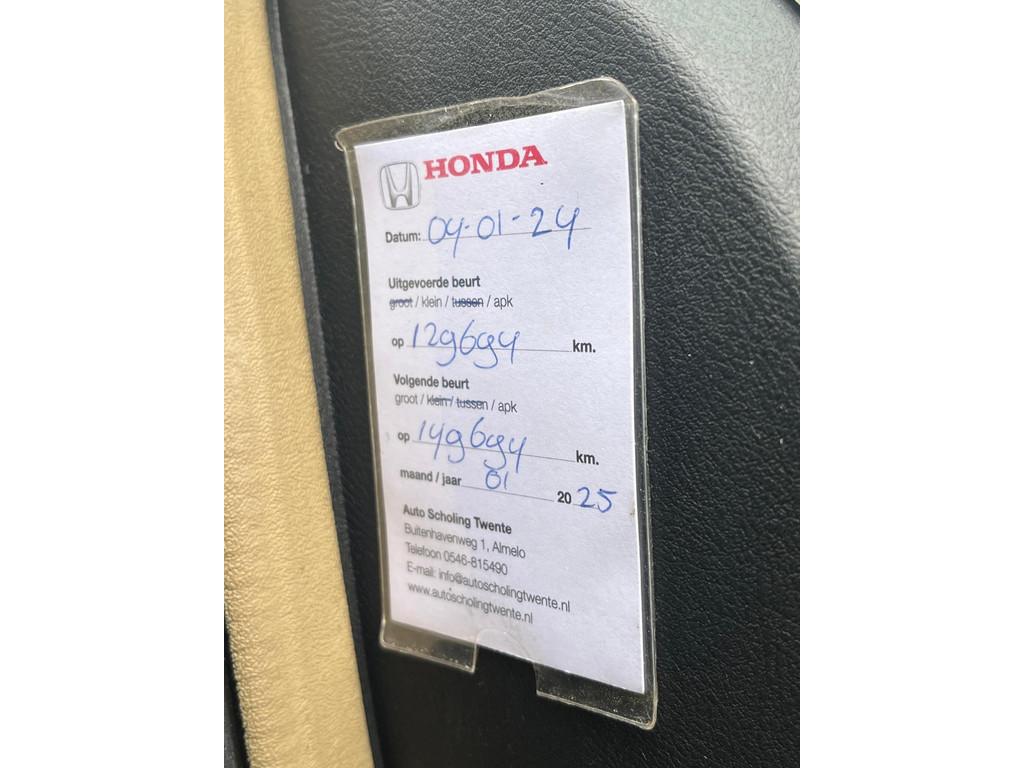 HONDA
Datum: 04-01-24
Uitgevoerde beurt
groot / klein / tussen / apk
op 129694 km.
Volgende beurt
groot / klein / tussen / apk
op 149694 km.
maand / jaar 01 20 25
Auto Scholing Twente
Buitenhavenweg 1, Almelo
Telefoon 0546-815490
E-mail: info@autoscholingtwente.nl
www.autoscholingtwente.nl